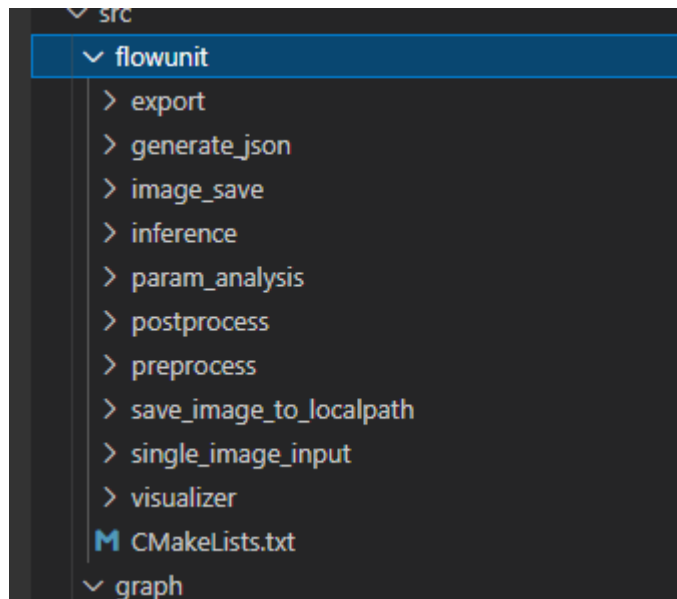 src
flowunit
export
generate_json
image_save
inference
param_analysis
postprocess
preprocess
save_image_to_localpath
single_image_input
visualizer
M CMakeLists.txt
graph